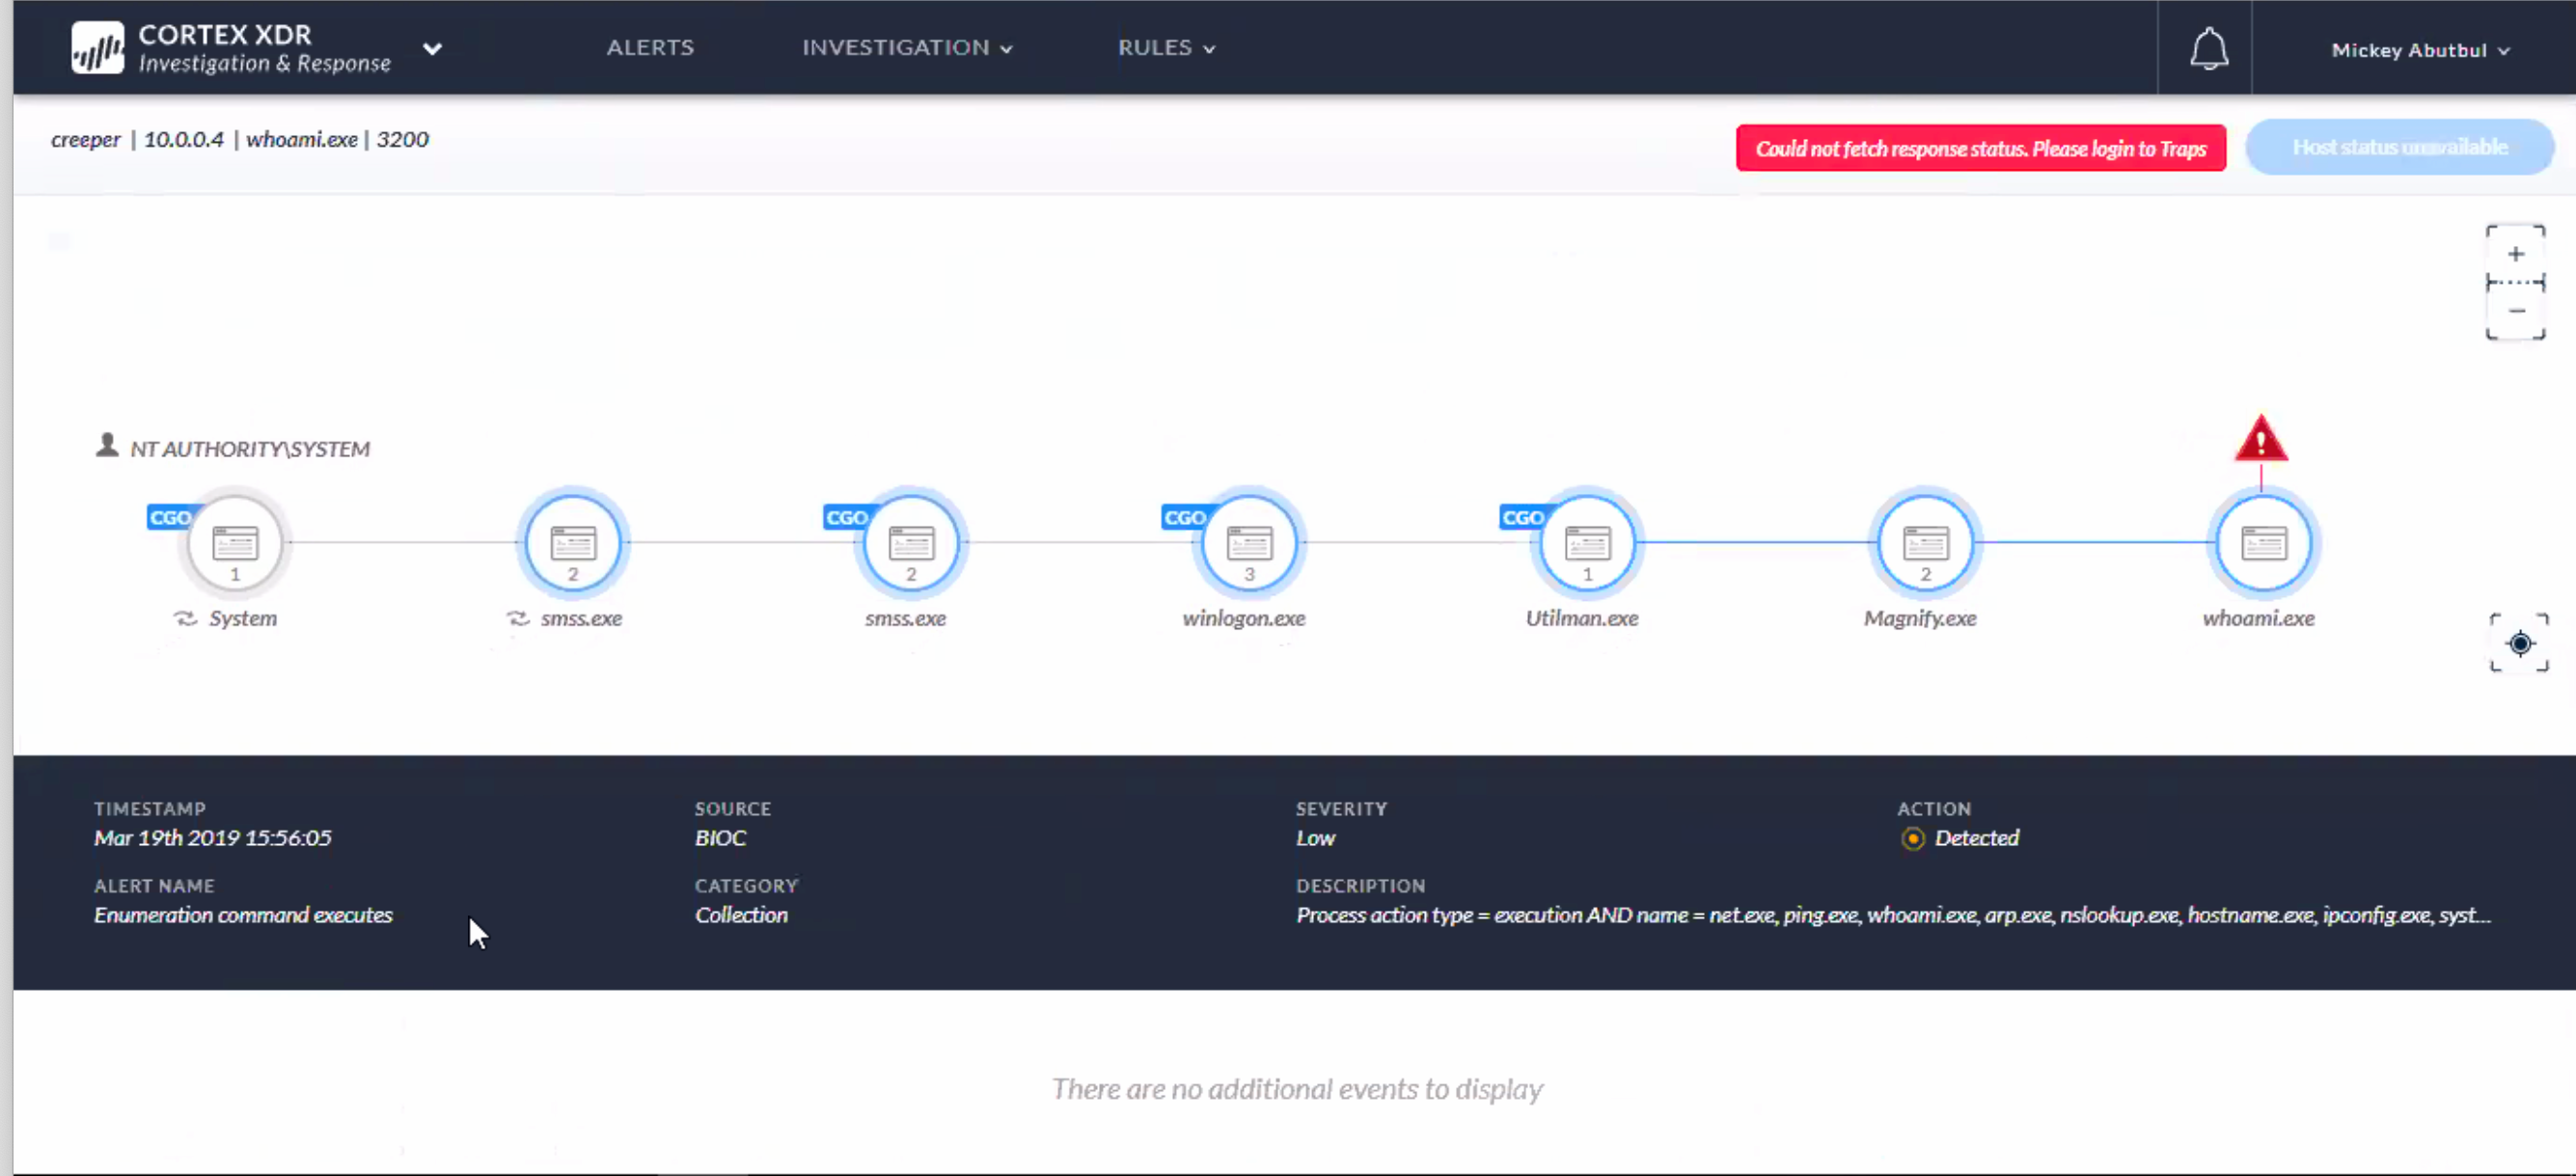 CORTEX XDR
Investigation & Response
ALERTS
INVESTIGATION
RULES
Mickey Abutbul
creeper | 10.0.0.4 | whoami.exe | 3200
Could not fetch response status. Please login to Traps
Host status unavailable
NT AUTHORITY\SYSTEM
CGO
CGO
CGO
CGO
1
2
2
3
1
2
System
smss.exe
smss.exe
winlogon.exe
Utilman.exe
Magnify.exe
whoami.exe
TIMESTAMP
Mar 19th 2019 15:56:05
SOURCE
BIOC
SEVERITY
Low
ACTION
Detected
ALERT NAME
Enumeration command executes
CATEGORY
Collection
DESCRIPTION
Process action type = execution AND name = net.exe, ping.exe, whoami.exe, arp.exe, nslookup.exe, hostname.exe, ipconfig.exe, syst...
There are no additional events to display